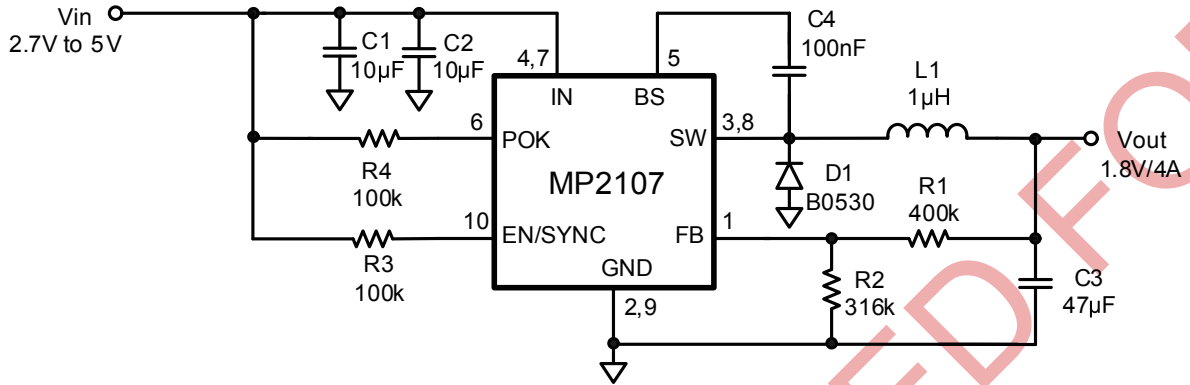 Vin
2.7V to 5V
C1
10µF
C2
10µF
4,7
5
C4
100nF
IN
BS
L1
1µH
6
POK
SW
3,8
R4
100k
MP2107
D1
B0530
Vout
1.8V/4A
R1
400k
10
EN/SYNC
FB
1
R3
100k
GND
2,9
R2
316k
C3
47µF
ED FO